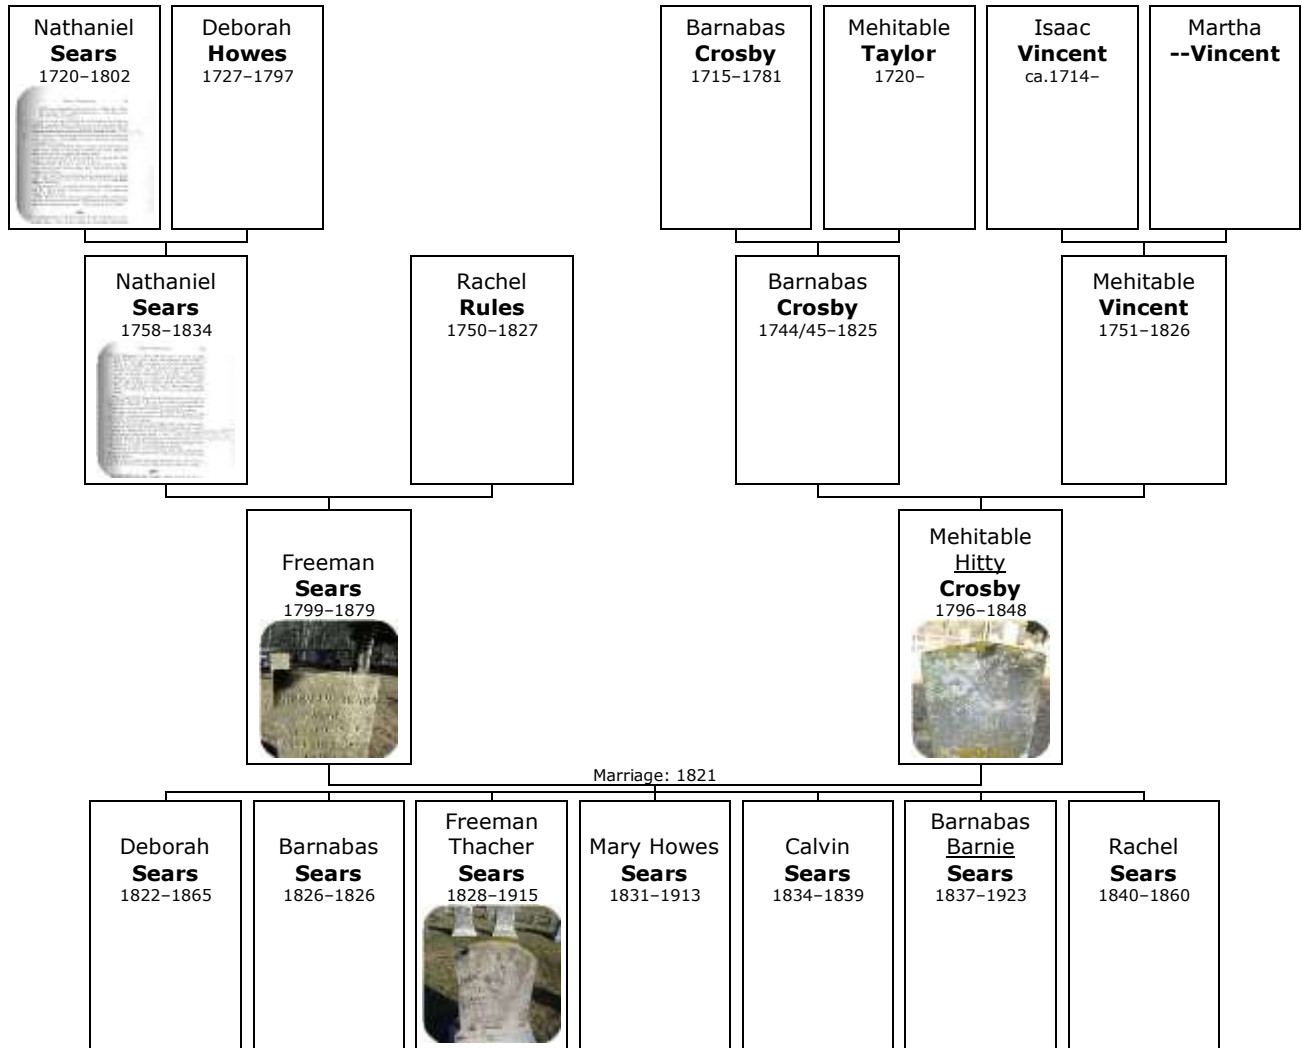 Nathaniel
Sears
1720–1802
Deborah
Howes
1727–1797
Barnabas
Crosby
1715–1781
Mehitable
Taylor
1720–
Isaac
Vincent
ca.1714–
Martha
--Vincent
Nathaniel
Sears
1758–1834
Rachel
Rules
1750–1827
Barnabas
Crosby
1744/45–1825
Mehitable
Vincent
1751–1826
Freeman
Sears
1799–1879
Mehitable
Hitty
Crosby
1796–1848
Marriage: 1821
Deborah
Sears
1822–1865
Barnabas
Sears
1826–1826
Freeman
Thacher
Sears
1828–1915
Mary Howes
Sears
1831–1913
Calvin
Sears
1834–1839
Barnabas
Barnie
Sears
1837–1923
Rachel
Sears
1840–1860